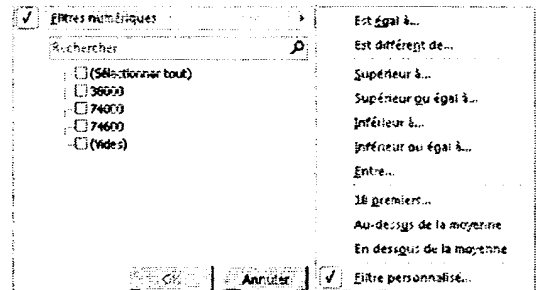 Filtres numériques
Rechercher
(Sélectionner tout)
38000
74000
74600
(Vides)
OK
Annuler
Est égal à...
Est différent de...
Supérieur à...
Supérieur ou égal à...
Inférieur à...
Inférieur ou égal à...
Entre...
10 premiers...
Au-dessus de la moyenne
En dessous de la moyenne
Filtre personnalisé...